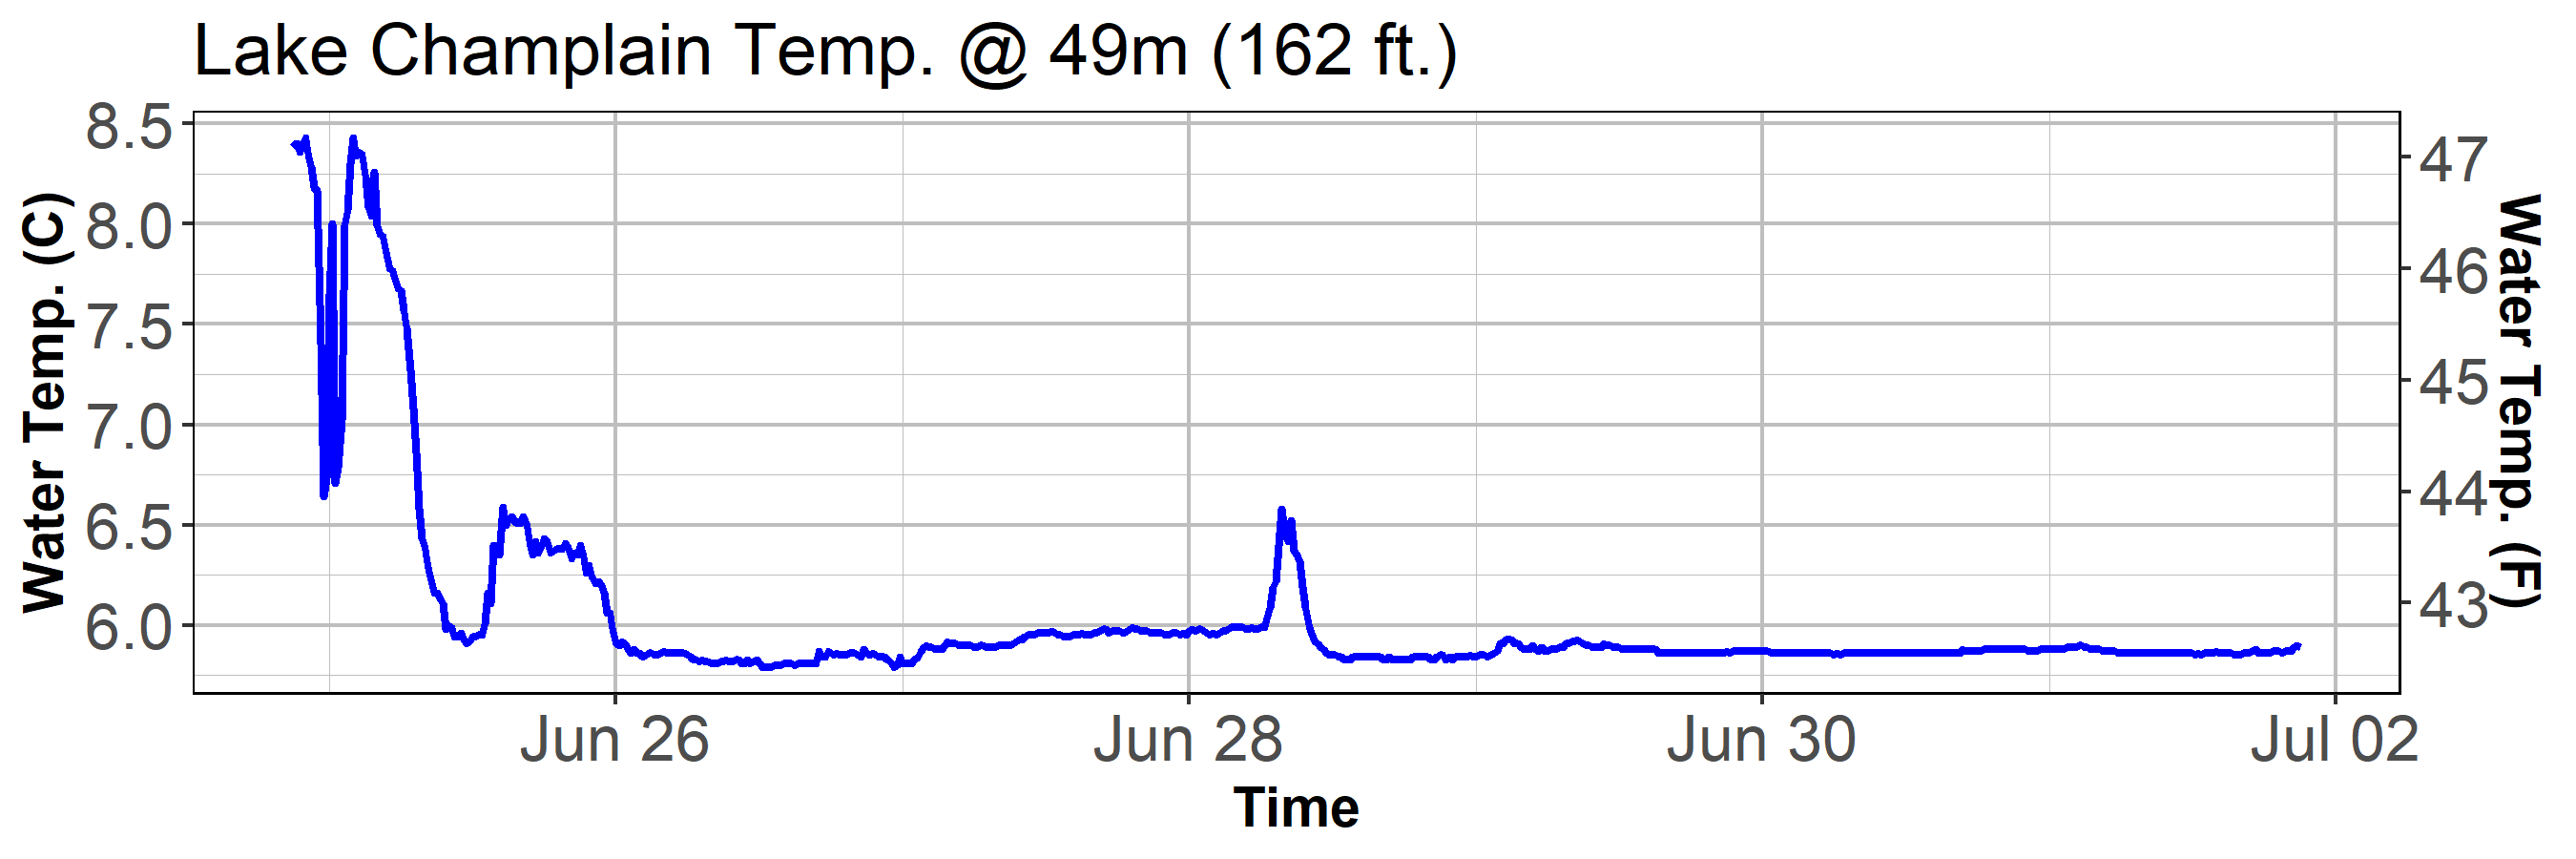 Lake Champlain Temp. @ 49m (162 ft.)
Water Temp. (C)
8.5
8.0
7.5
7.0
6.5
6.0
47
46
45
44
43
Water Temp. (F)
Jun 26
Jun 28
Jun 30
Jul 02
Time